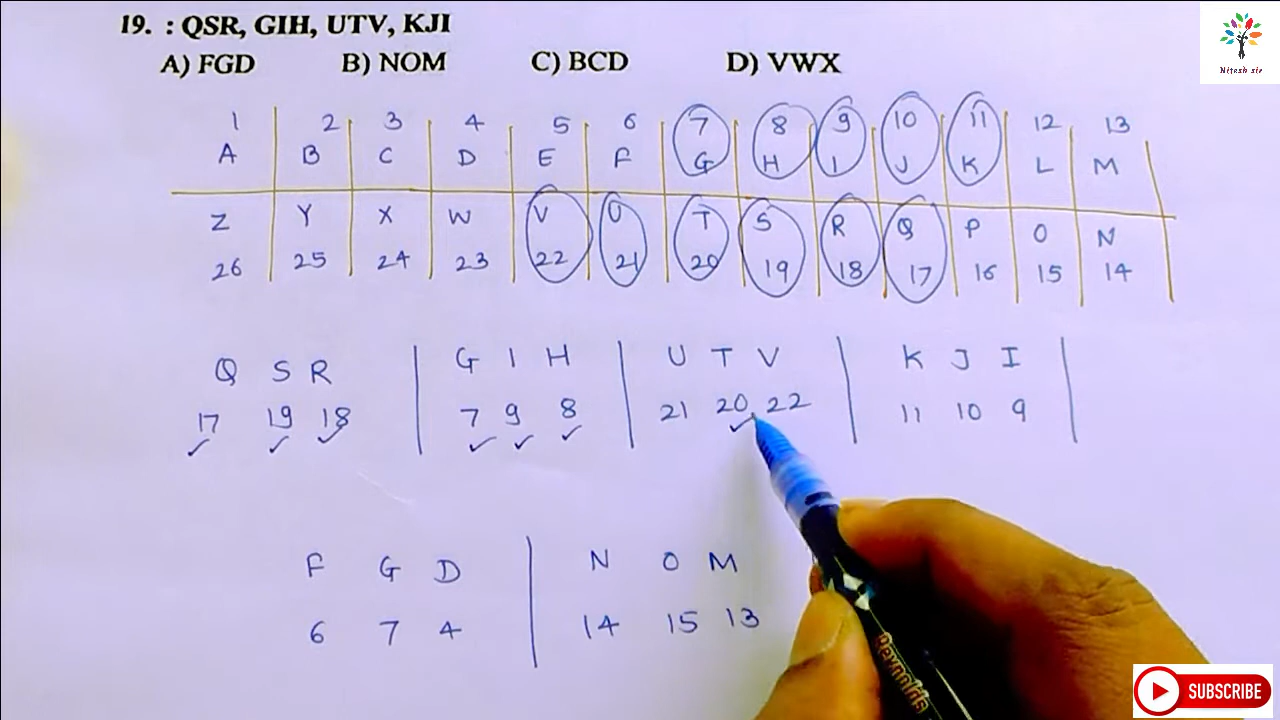 19. : QSR, GIH, UTV, KJI
A) FGD B) NOM C) BCD D) VWX
Nitesh sir
1 2 3 4 5 6 7 8 9 10 11 12 13
A B C D E F G H I J K L M
Z Y X W V U T S R Q P O N
26 25 24 23 22 21 20 19 18 17 16 15 14
Q S R G I H U T V K J I
17 19 18 7 9 8 21 20 22 11 10 9
F G D N O M
6 7 4 14 15 13
Reynolds
SUBSCRIBE